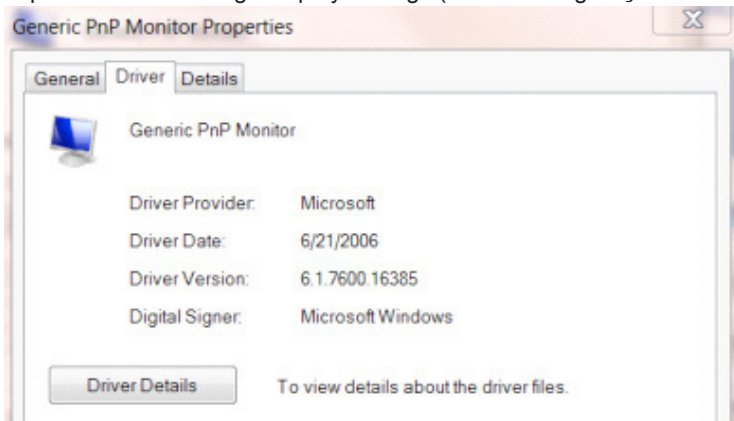 Generic PnP Monitor Properties
General Driver Details
Generic PnP Monitor
Driver Provider: Microsoft
Driver Date: 6/21/2006
Driver Version: 6.1.7600.16385
Digital Signer: Microsoft Windows
Driver Details To view details about the driver files.